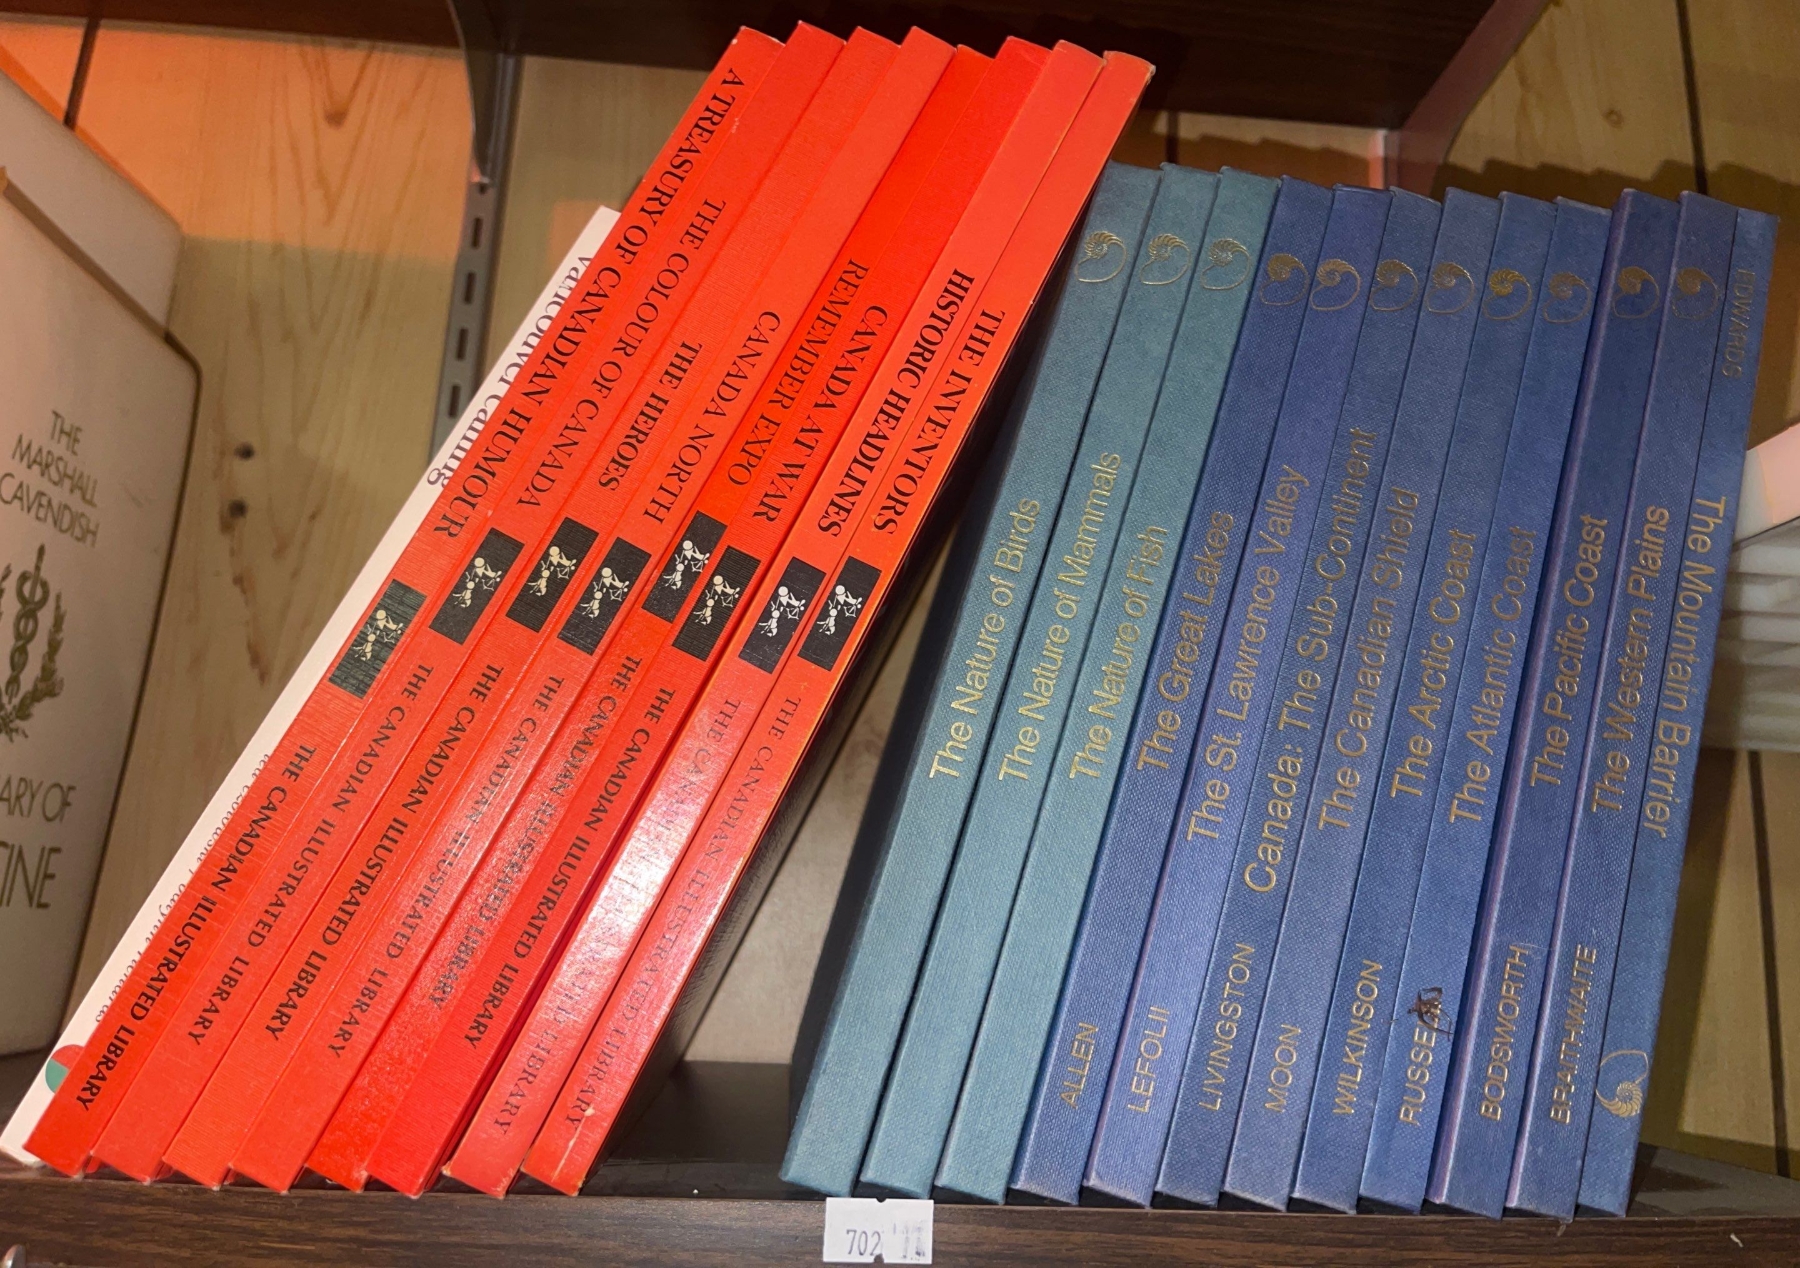 THE
MARSHALL
CAVENDISH
ARY OF
CINE
Vancouver Canning
A TREASURY OF CANADIAN HUMOUR
THE CANADIAN ILLUSTRATED LIBRARY
THE COLOUR OF CANADA
THE CANADIAN ILLUSTRATED LIBRARY
THE HEROES
THE CANADIAN ILLUSTRATED LIBRARY
CANADA NORTH
THE CANADIAN ILLUSTRATED LIBRARY
REMEMBER EXPO
THE CANADIAN ILLUSTRATED LIBRARY
CANADA AT WAR
THE CANADIAN ILLUSTRATED LIBRARY
HISTORIC HEADLINES
THE CANADIAN ILLUSTRATED LIBRARY
THE INVENTORS
THE CANADIAN ILLUSTRATED LIBRARY
The Nature of Birds
The Nature of Mammals
The Nature of Fish
ALLEN
The Great Lakes
LEFOLII
The St. Lawrence Valley
LIVINGSTON
Canada: The Sub-Continent
MOON
The Canadian Shield
WILKINSON
The Arctic Coast
RUSSE
The Atlantic Coast
BODSWORTH
The Pacific Coast
BRAITHWAITE
The Western Plains
EDWARDS
The Mountain Barrier
702